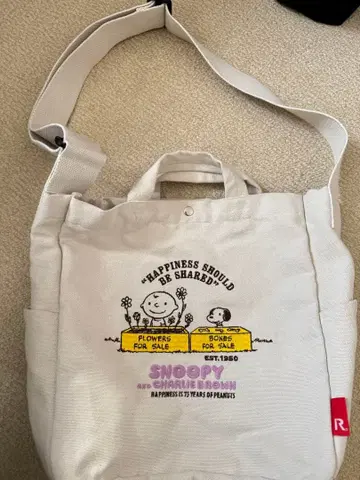 "HAPPINESS SHOULD
BE SHARED"
FLOWERS
FOR SALE
BONES
FOR SALE
EST.1950
SNOOPY
AND CHARLIE BROWN
HAPPINESS IS 75 YEARS OF PEANUTS
R